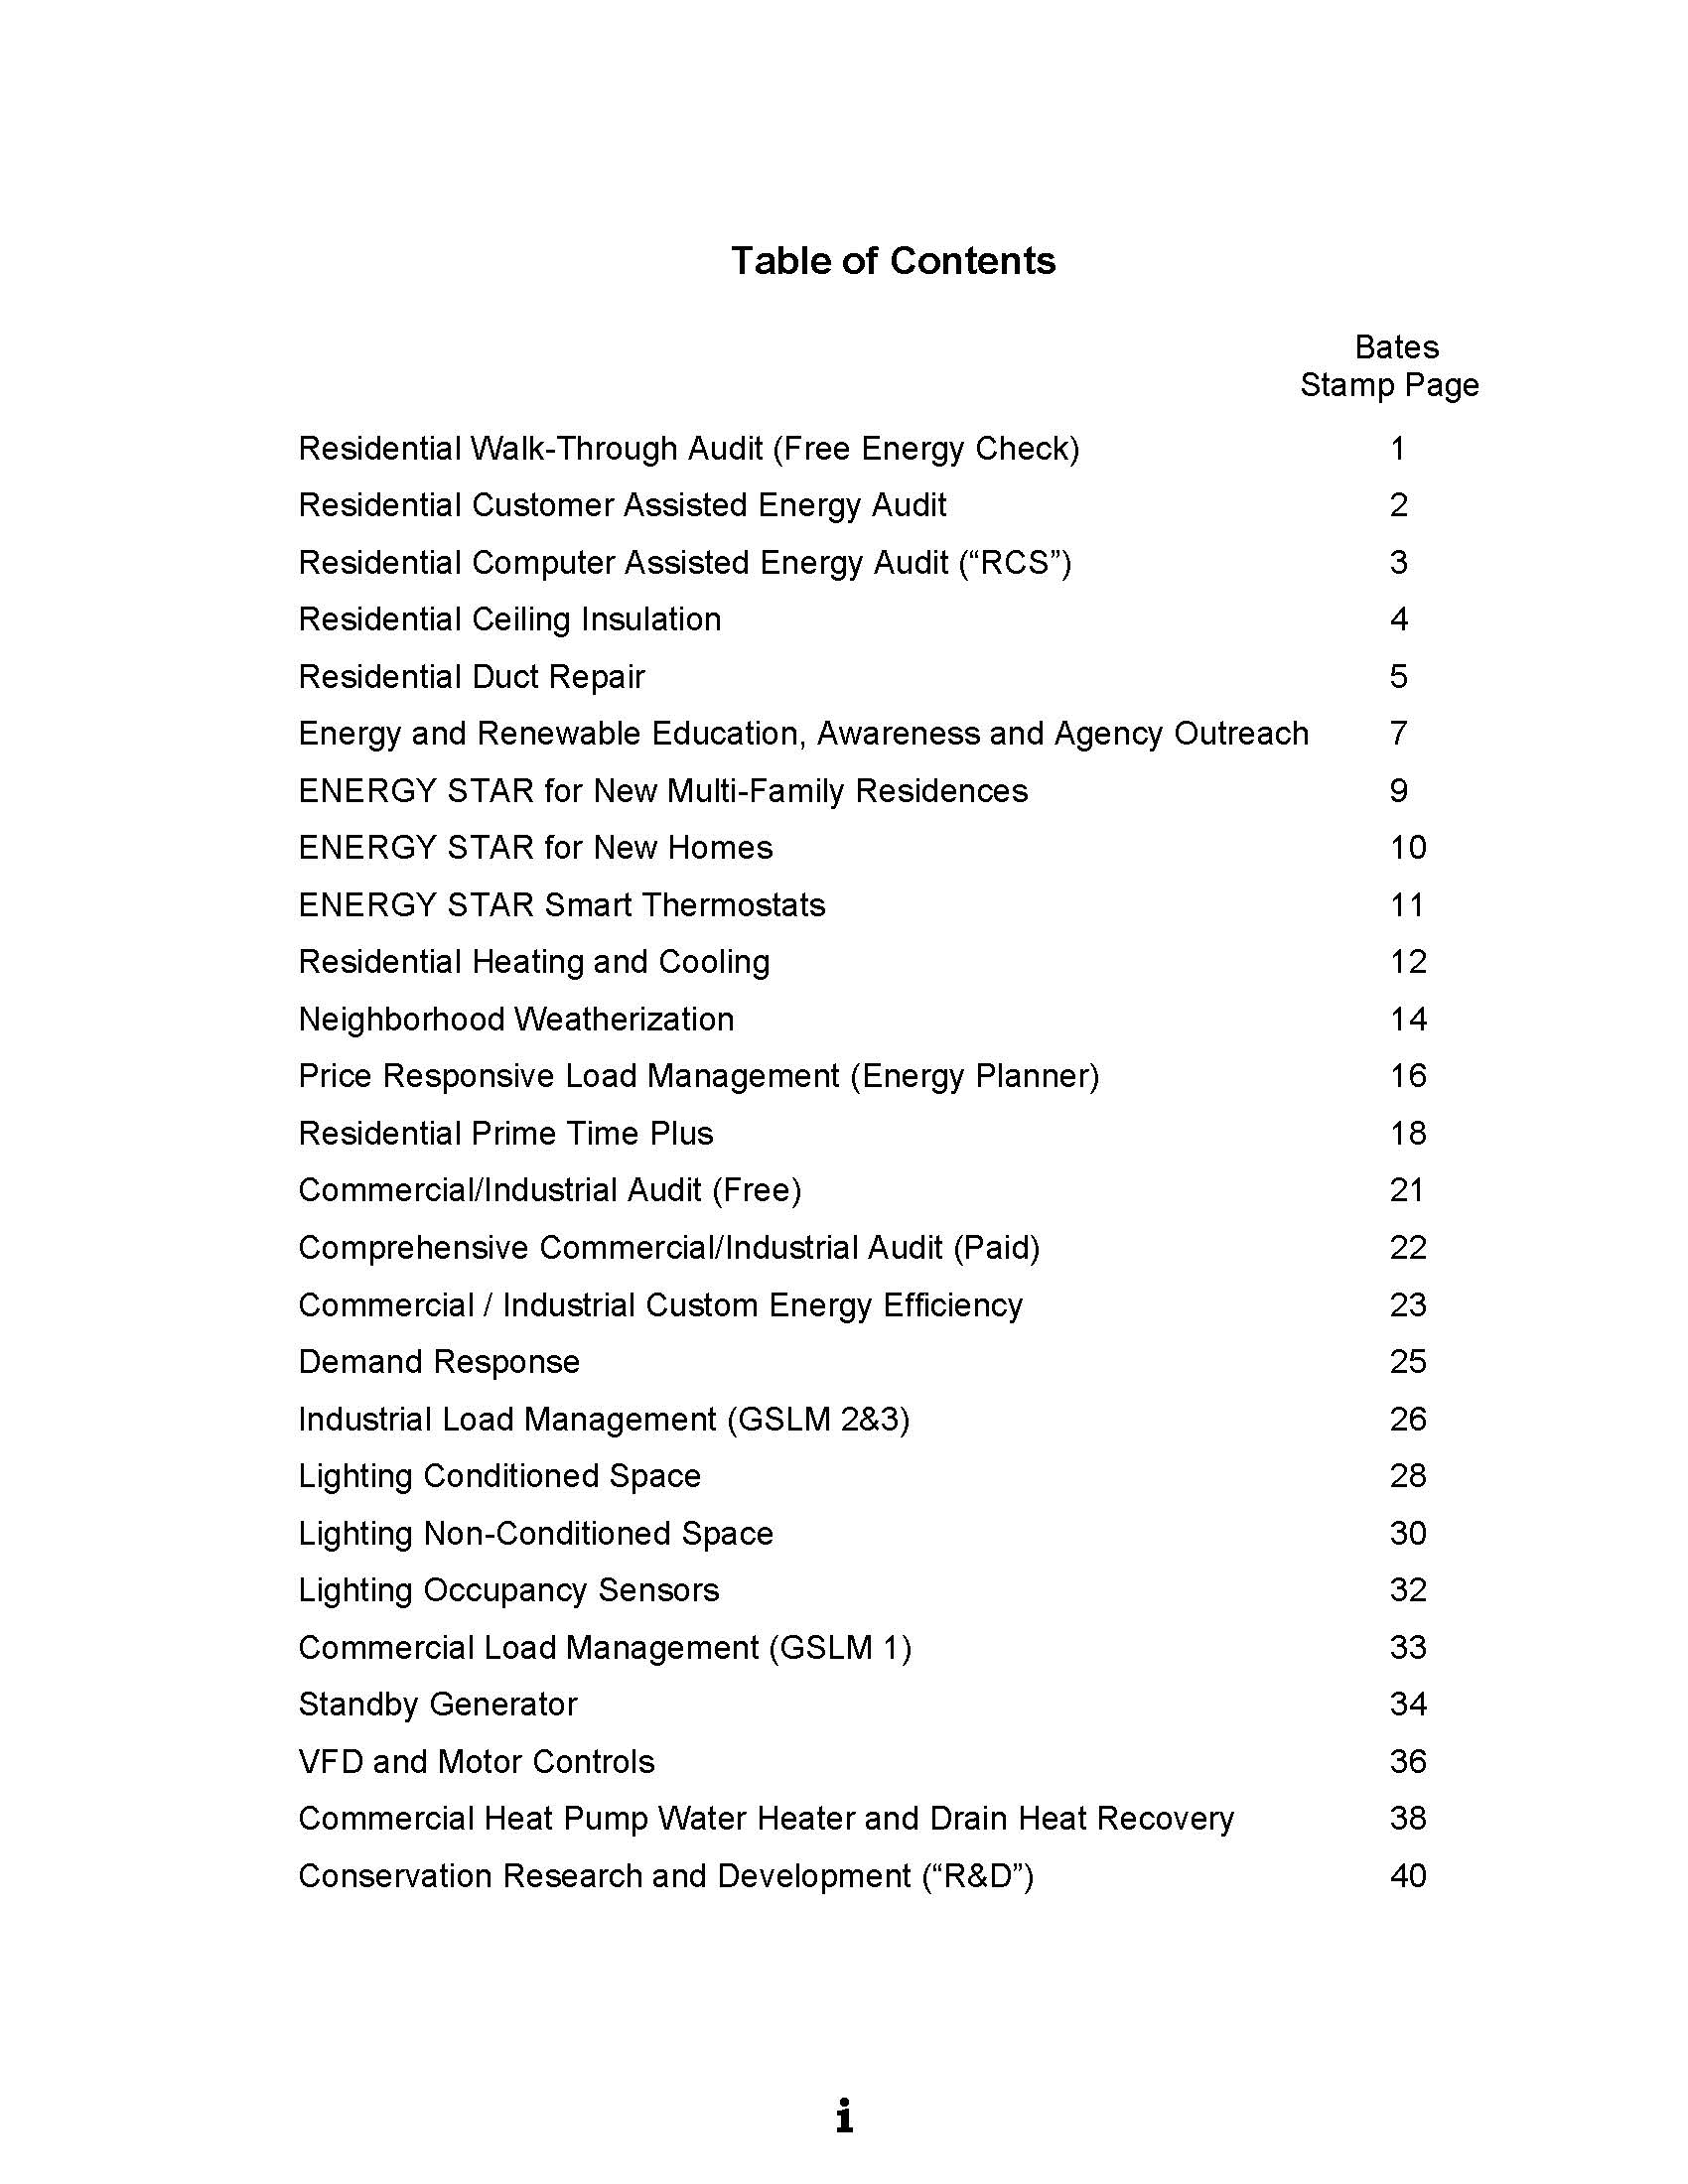 Table of Contents
Bates
Stamp Page
Residential Walk-Through Audit (Free Energy Check) 1
Residential Customer Assisted Energy Audit 2
Residential Computer Assisted Energy Audit (“RCS”) 3
Residential Ceiling Insulation 4
Residential Duct Repair 5
Energy and Renewable Education, Awareness and Agency Outreach 7
ENERGY STAR for New Multi-Family Residences 9
ENERGY STAR for New Homes 10
ENERGY STAR Smart Thermostats 11
Residential Heating and Cooling 12
Neighborhood Weatherization 14
Price Responsive Load Management (Energy Planner) 16
Residential Prime Time Plus 18
Commercial/Industrial Audit (Free) 21
Comprehensive Commercial/Industrial Audit (Paid) 22
Commercial / Industrial Custom Energy Efficiency 23
Demand Response 25
Industrial Load Management (GSLM 2&3) 26
Lighting Conditioned Space 28
Lighting Non-Conditioned Space 30
Lighting Occupancy Sensors 32
Commercial Load Management (GSLM 1) 33
Standby Generator 34
VFD and Motor Controls 36
Commercial Heat Pump Water Heater and Drain Heat Recovery 38
Conservation Research and Development (“R&D”) 40
i